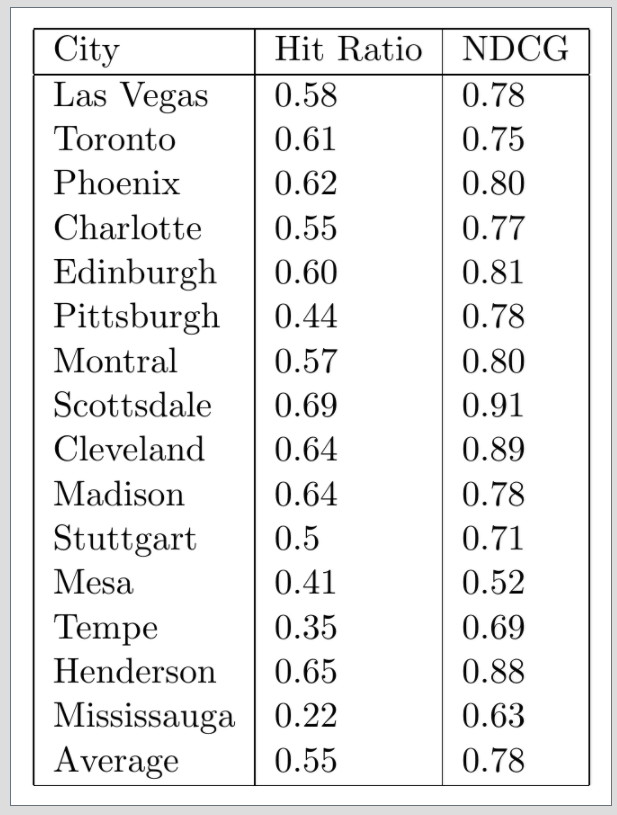 City Hit Ratio NDCG
Las Vegas 0.58 0.78
Toronto 0.61 0.75
Phoenix 0.62 0.80
Charlotte 0.55 0.77
Edinburgh 0.60 0.81
Pittsburgh 0.44 0.78
Montral 0.57 0.80
Scottsdale 0.69 0.91
Cleveland 0.64 0.89
Madison 0.64 0.78
Stuttgart 0.5 0.71
Mesa 0.41 0.52
Tempe 0.35 0.69
Henderson 0.65 0.88
Mississauga 0.22 0.63
Average 0.55 0.78